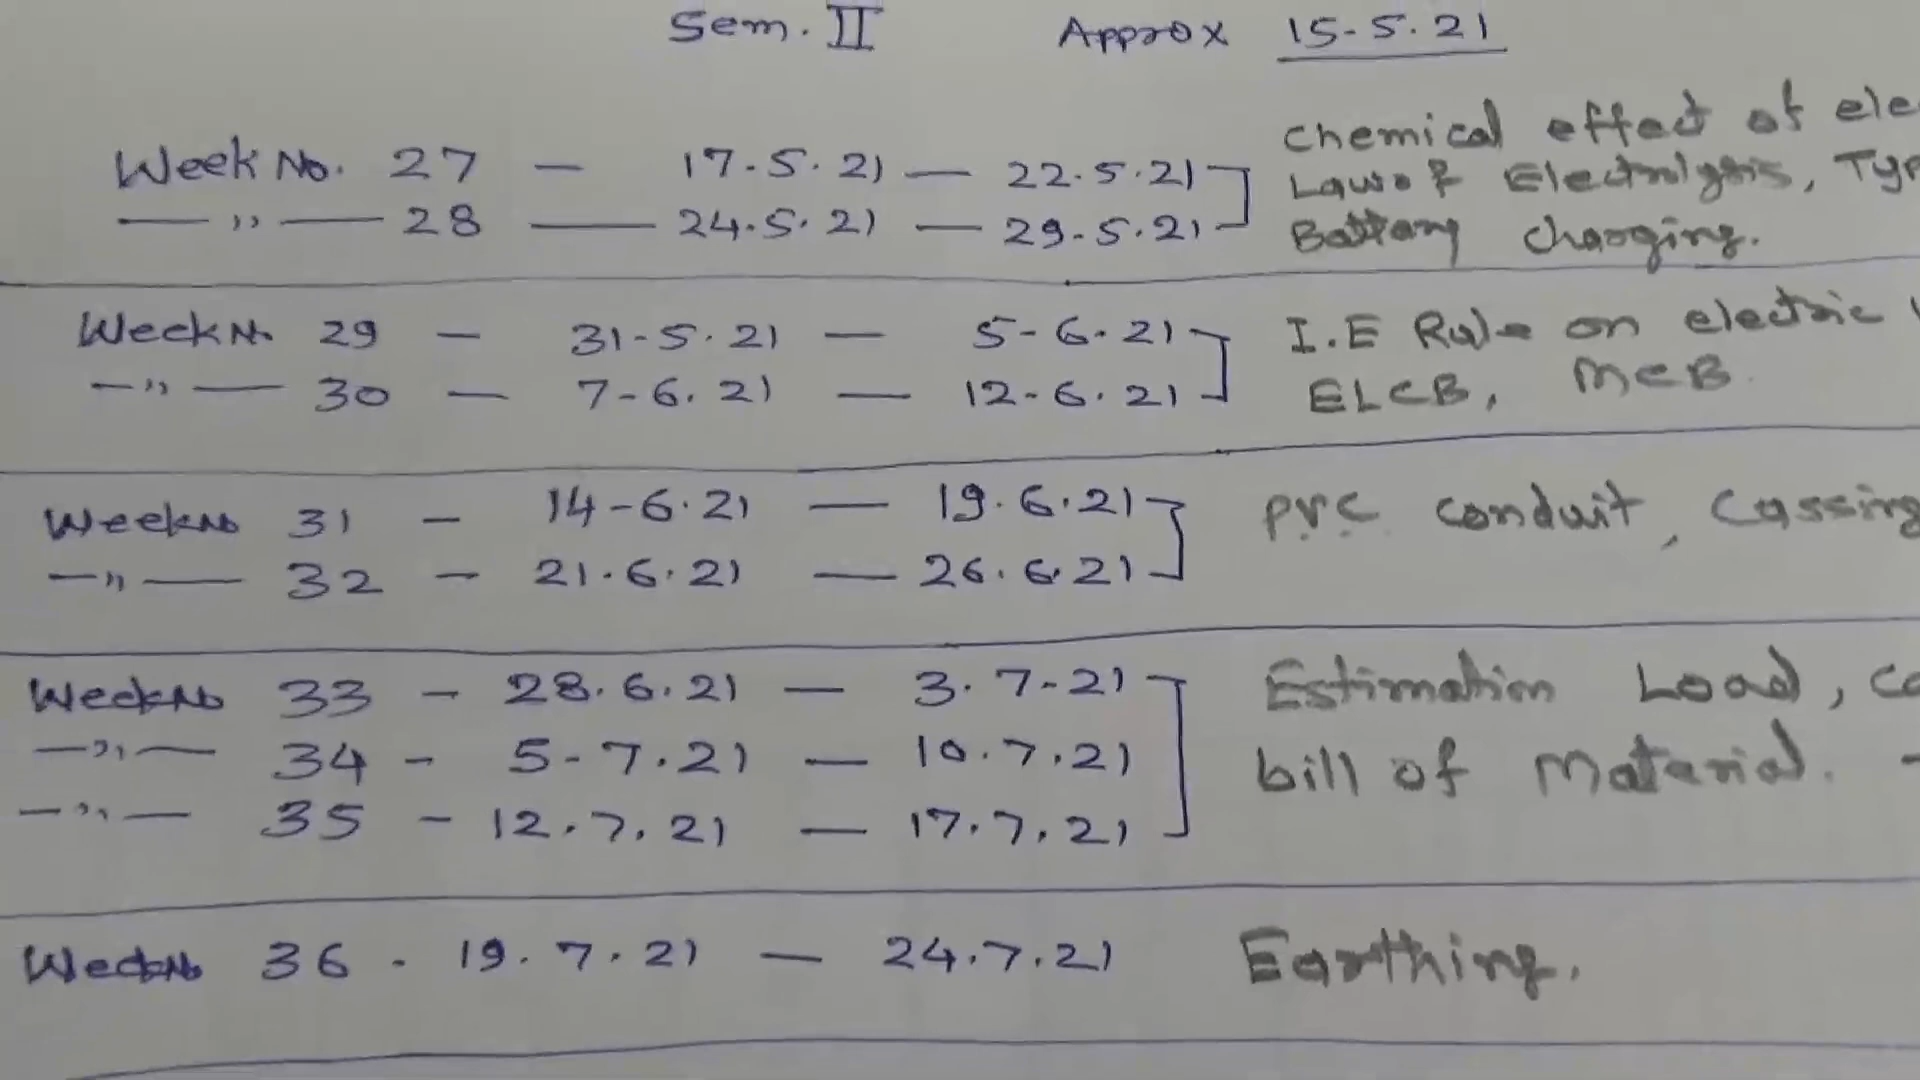 Sem. II Approx 15-5.21
Chemical effect of ele
Week No. 27 - 17.5.21 - 22.5.21 Laws of Electrolysis, Typ
-"- 28 - 24.5.21 - 29.5.21 Battary charging.
Week No. 29 - 31-5.21 - 5-6-21 I.E Rule on electric
-"- 30 - 7-6.21 - 12-6.21 ELCB, MCB
Week No 31 - 14-6.21 - 19.6.21 P.V.C. conduit, Cassing
-"- 32 - 21.6.21 - 26.6.21
Week No 33 - 28.6.21 - 3.7-21 Estimation Load,
-"- 34 - 5-7.21 - 10.7.21 bill of Material.
-"- 35 - 12.7.21 - 17.7.21
Week No 36 - 19.7.21 - 24.7.21 Earthing.